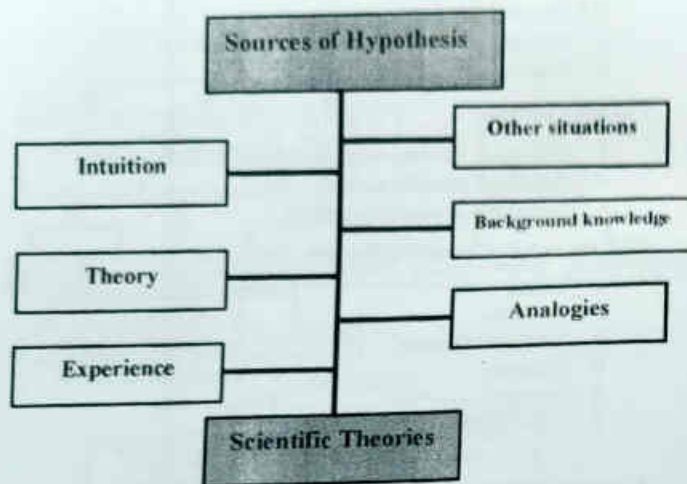 Sources of Hypothesis
Other situations
Intuition
Background knowledge
Theory
Analogies
Experience
Scientific Theories